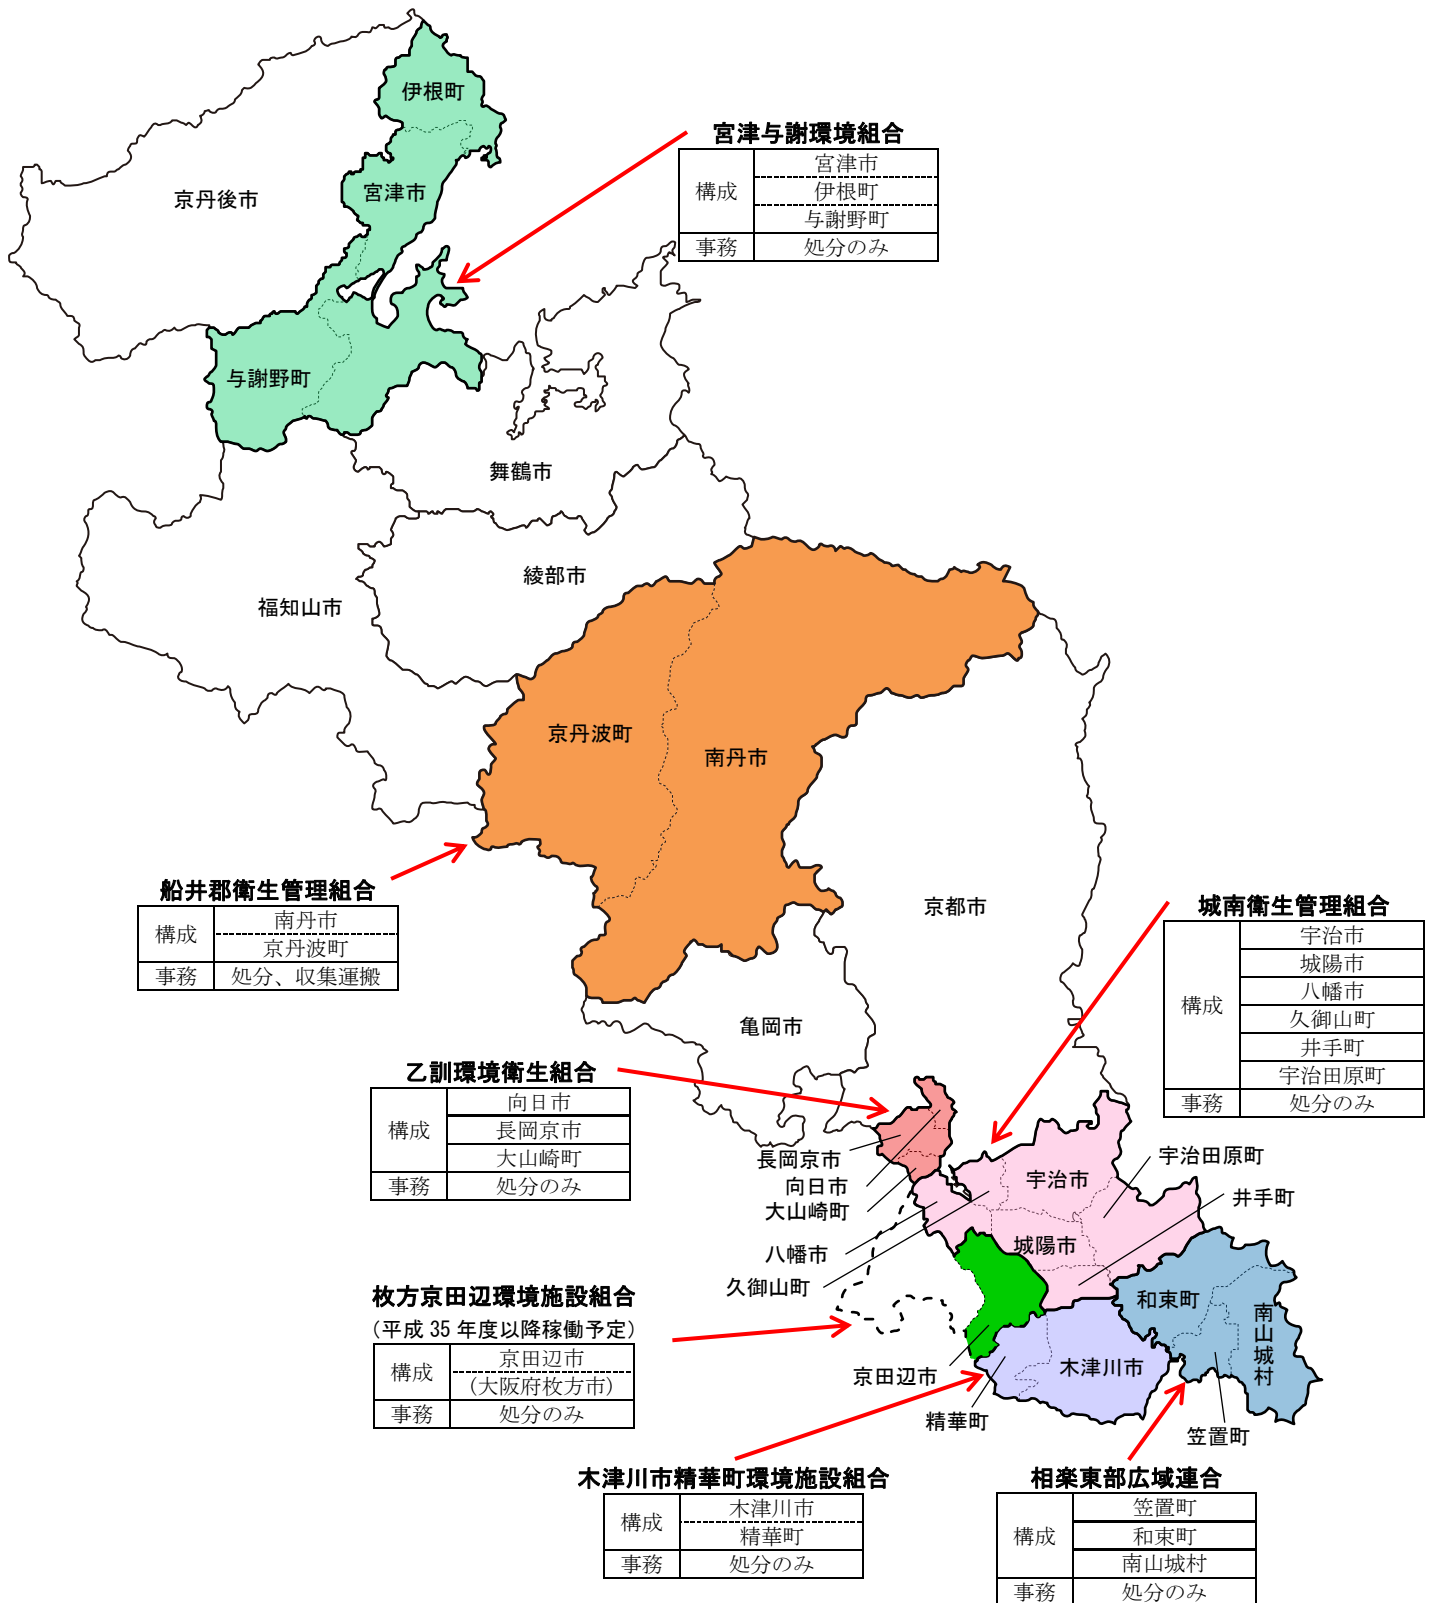 伊根町
宮津市
京丹後市
与謝野町
舞鶴市
綾部市
福知山市
京丹波町
南丹市
京都市
亀岡市
宮津与謝環境組合
構成
宮津市
伊根町
与謝野町
事務
処分のみ
船井郡衛生管理組合
構成
南丹市
京丹波町
事務
処分、収集運搬
城南衛生管理組合
構成
宇治市
城陽市
八幡市
久御山町
井手町
宇治田原町
事務
処分のみ
乙訓環境衛生組合
構成
向日市
長岡京市
大山崎町
事務
処分のみ
長岡京市
向日市
大山崎町
八幡市
久御山町
宇治市
城陽市
宇治田原町
井手町
和束町
南山城村
笠置町
木津川市
京田辺市
精華町
枚方京田辺環境施設組合
(平成 35 年度以降稼働予定)
構成
京田辺市
(大阪府枚方市)
事務
処分のみ
木津川市精華町環境施設組合
構成
木津川市
精華町
事務
処分のみ
相楽東部広域連合
構成
笠置町
和束町
南山城村
事務
処分のみ